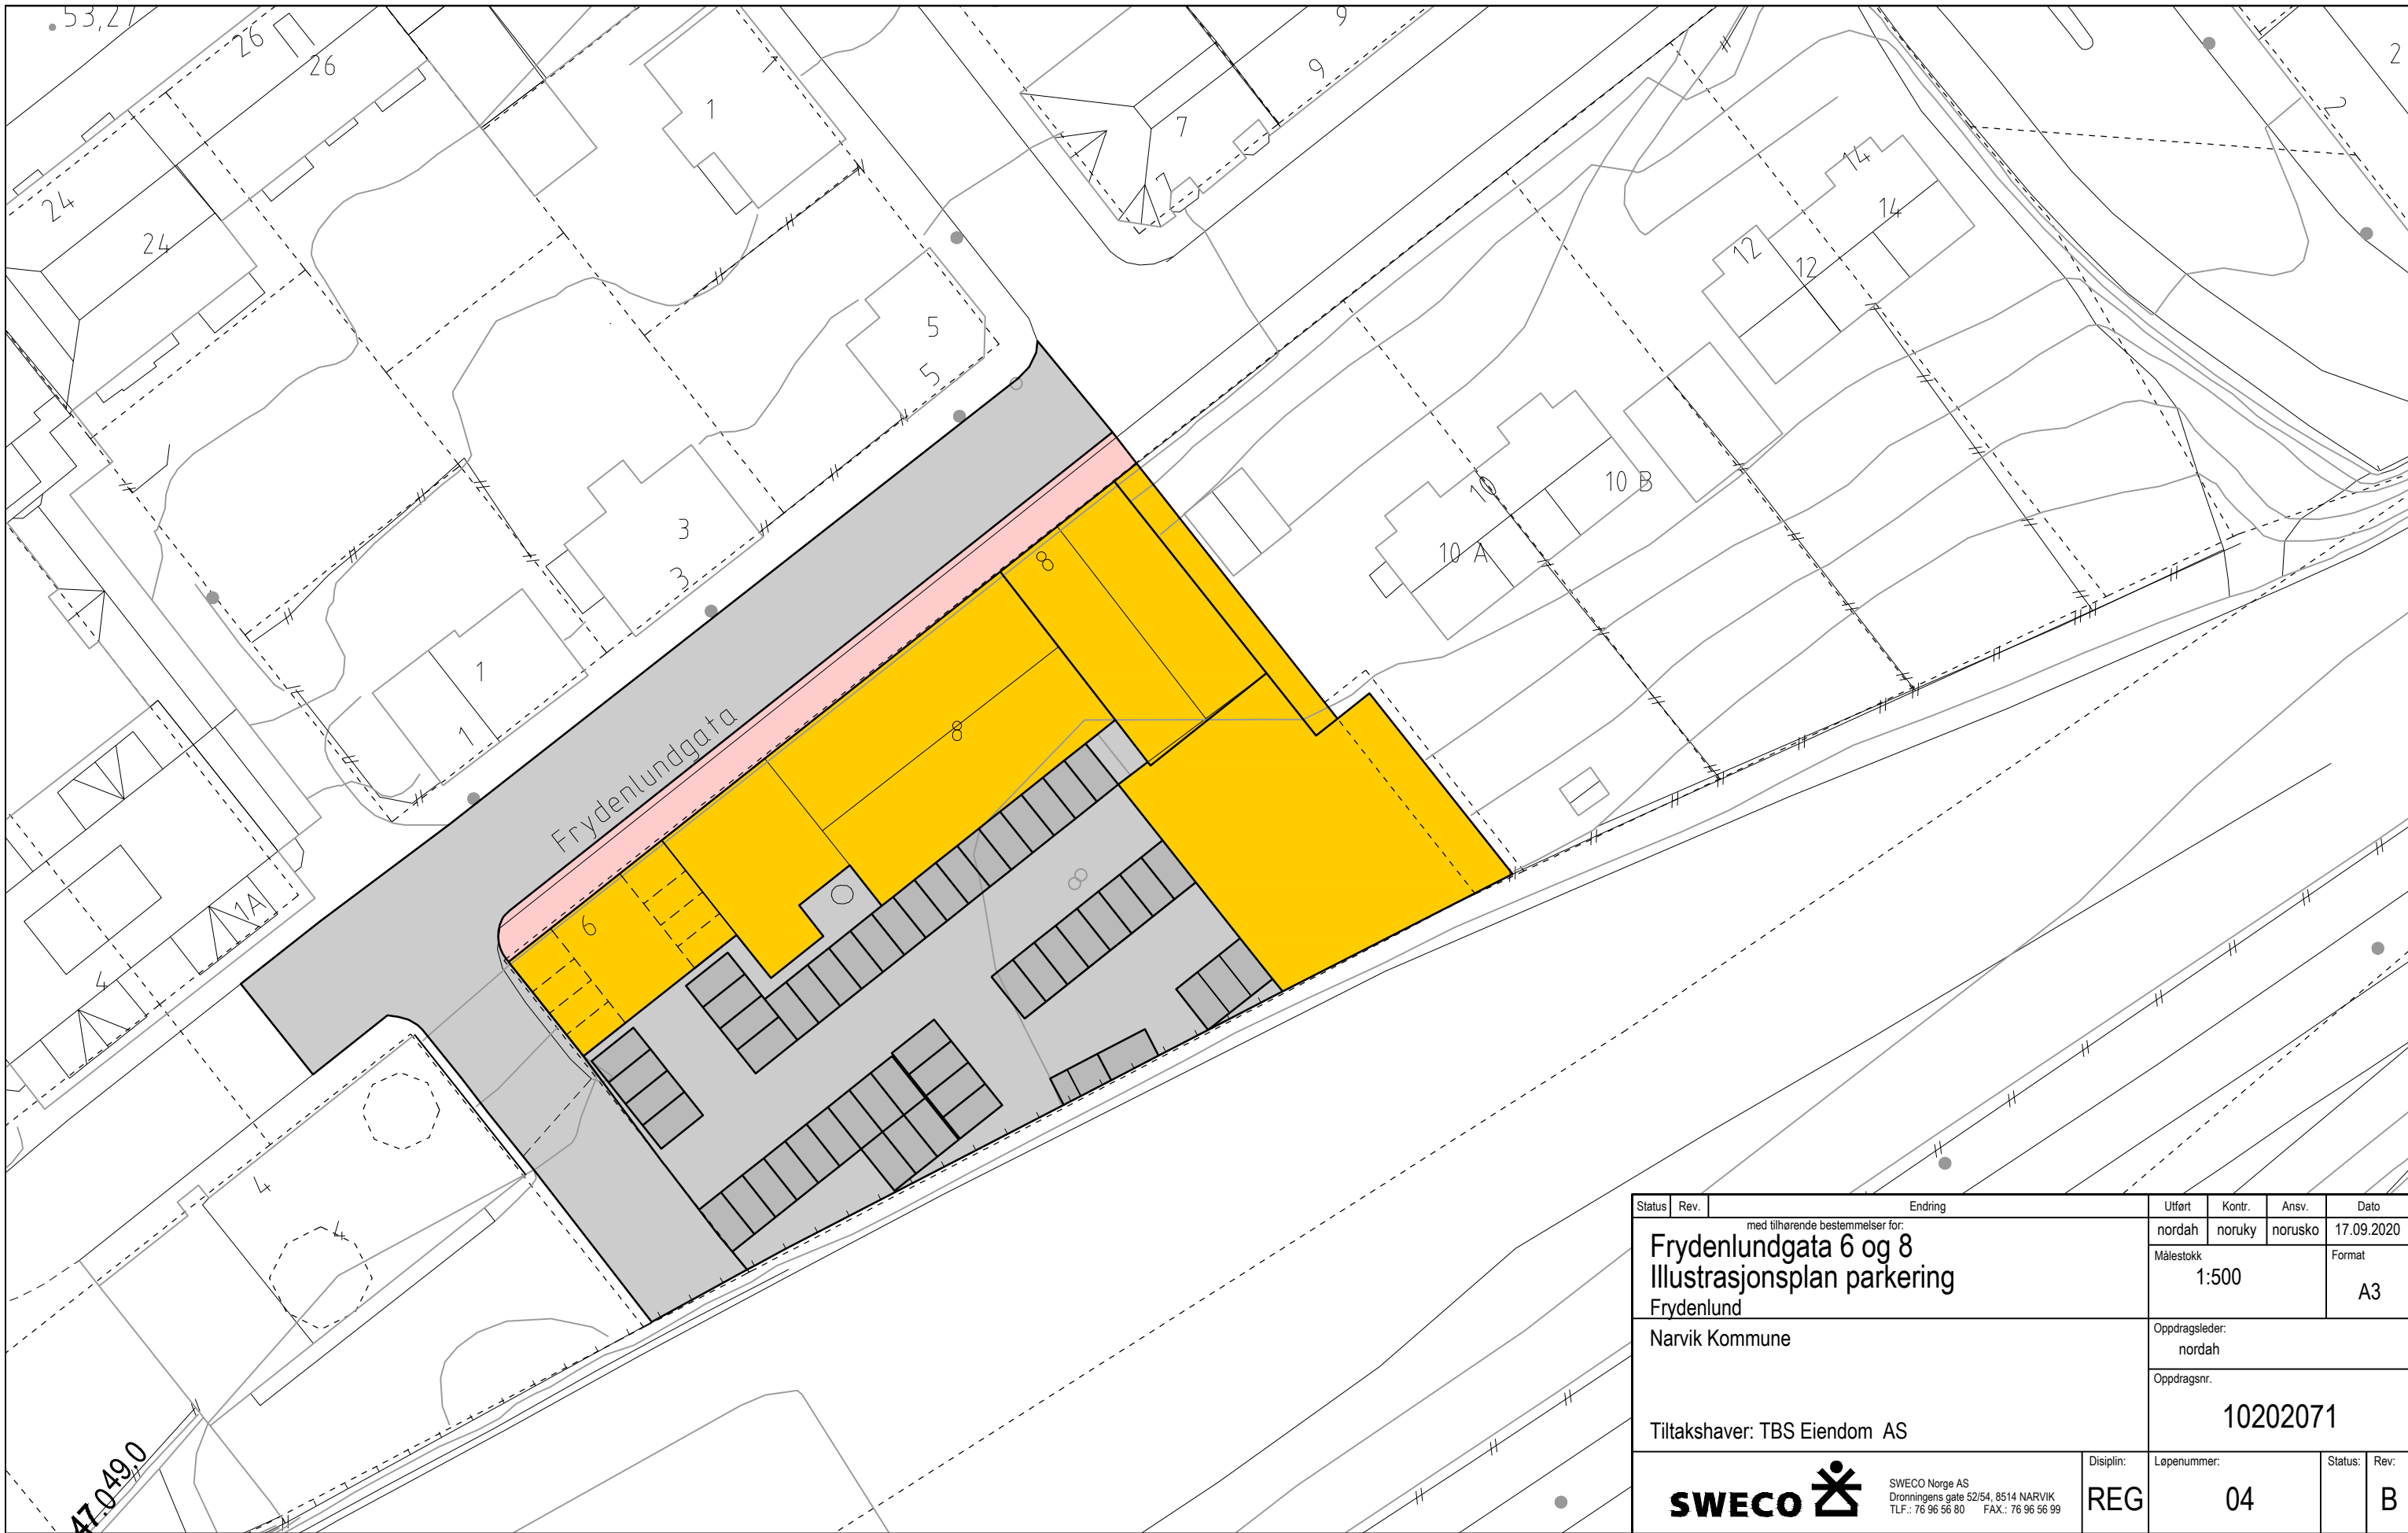 53,27
26
26
1
1
9
9
7
7
2
2
24
24
14
14
12
12
5
5
10
10 B
10 A
3
3
8
8
8
1
1
Frydenlundgata
6
1A
4
4
4
47.0
49.0
Status Rev. Endring Utført Kontr. Ansv. Dato
med tilhørende bestemmelser for:
nordah noruky norusko 17.09.2020
Frydenlundgata 6 og 8
Illustrasjonsplan parkering
Frydenlund
Målestokk
1:500
Format
A3
Narvik Kommune
Oppdragsleder:
nordah
Oppdragsnr.
10202071
Tiltakshaver: TBS Eiendom AS
SWECO
SWECO Norge AS
Dronningens gate 52/54, 8514 NARVIK
TLF.: 76 96 56 80 FAX.: 76 96 56 99
Disiplin:
REG
Løpenummer:
04
Status:
Rev:
B